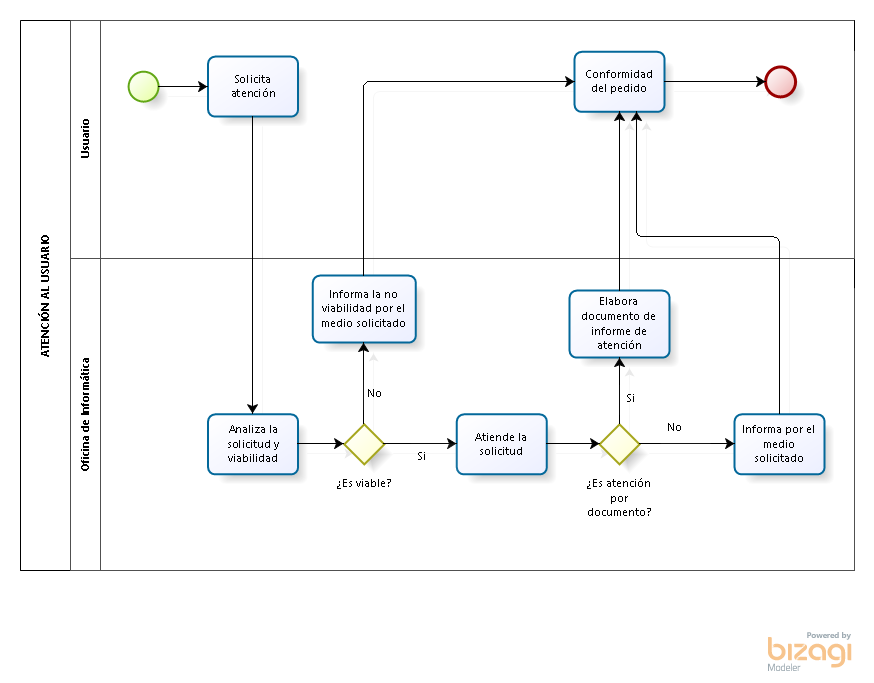 ATENCIÓN AL USUARIO
Usuario
Solicita
atención
Conformidad
del pedido
Oficina de Informática
Informa la no
viabilidad por el
medio solicitado
Elabora
documento de
informe de
atención
No
Si
Analiza la
solicitud y
viabilidad
¿Es viable?
Si
Atiende la
solicitud
¿Es atención
por
documento?
No
Informa por el
medio
solicitado
Powered by
bizagi
Modeler